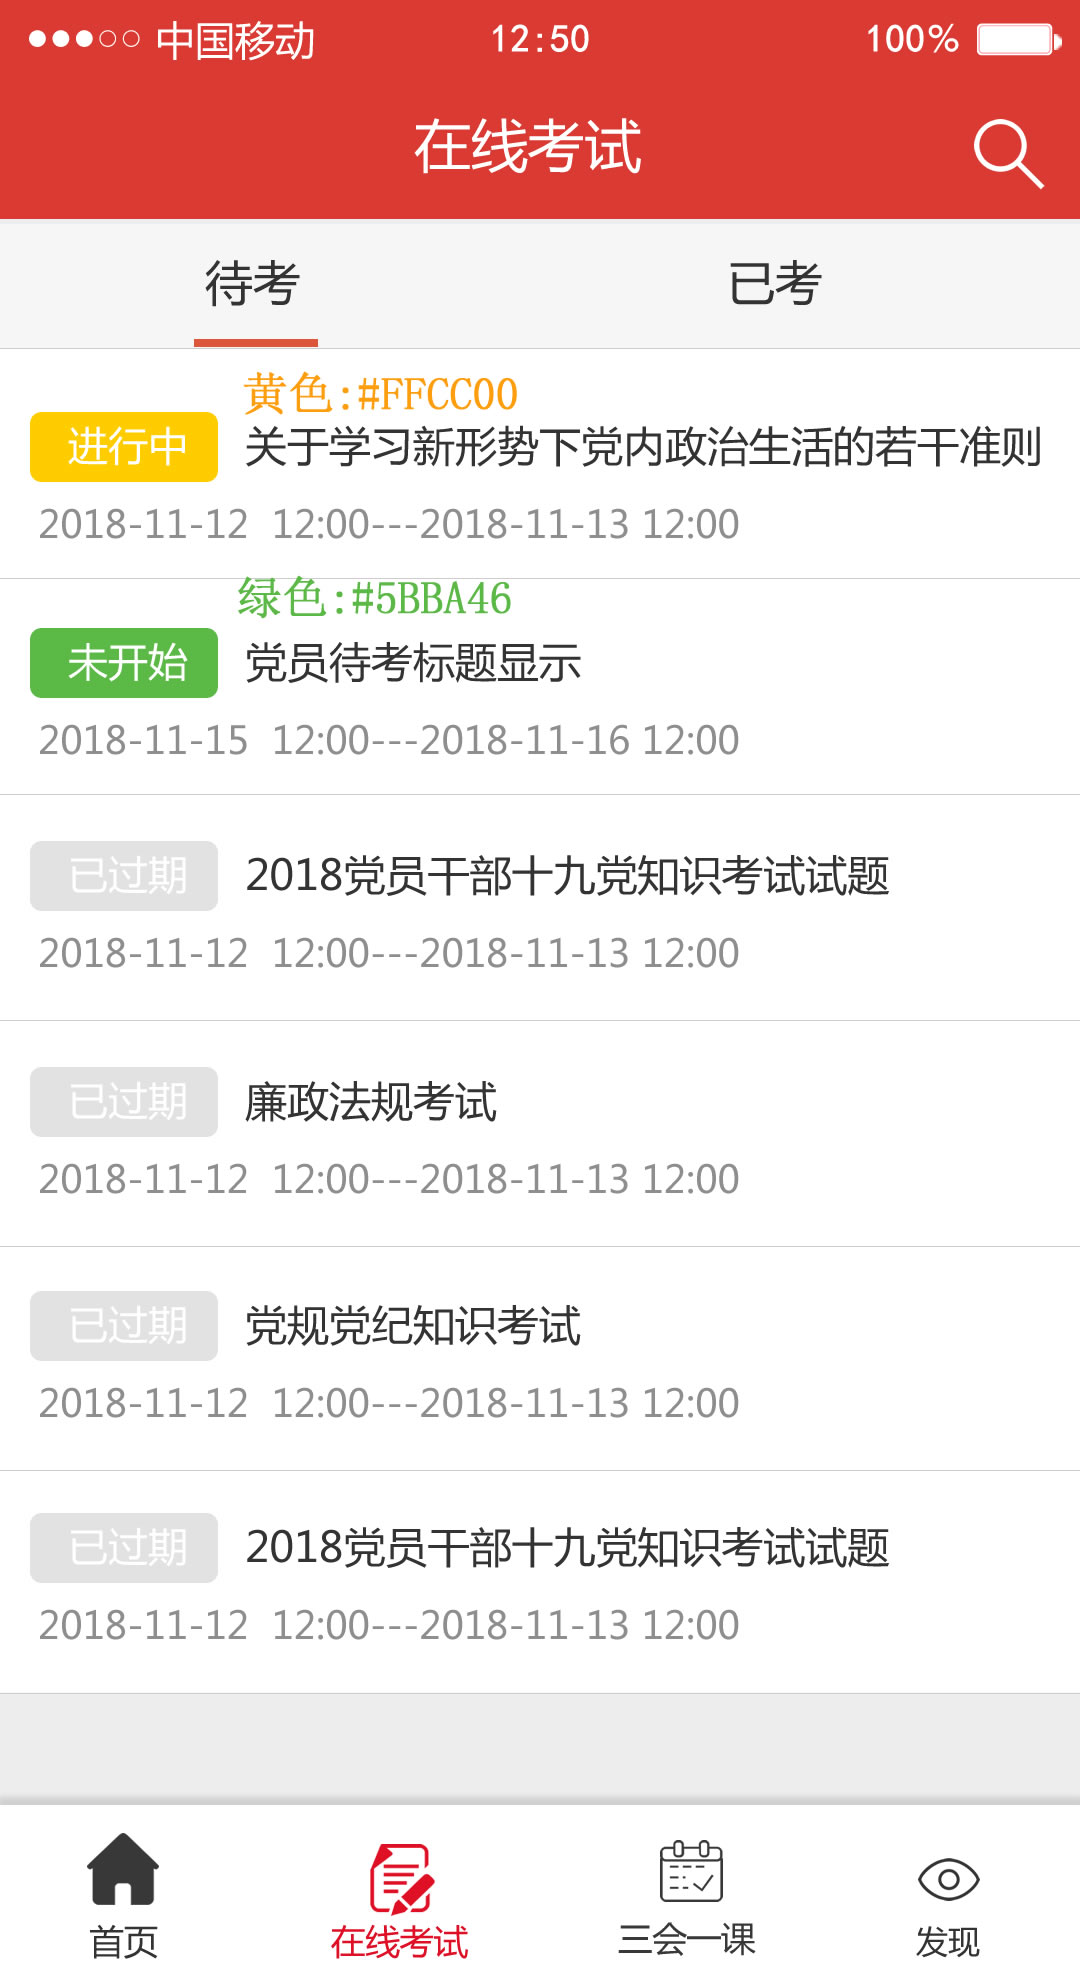 中国移动 12:50 100%
在线考试
待考 已考
黄色:#FFCC00
进行中 关于学习新形势下党内政治生活的若干准则
2018-11-12 12:00---2018-11-13 12:00
绿色:#5BBA46
未开始 党员待考标题显示
2018-11-15 12:00---2018-11-16 12:00
已过期 2018党员干部十九党知识考试试题
2018-11-12 12:00---2018-11-13 12:00
已过期 廉政法规考试
2018-11-12 12:00---2018-11-13 12:00
已过期 党规党纪知识考试
2018-11-12 12:00---2018-11-13 12:00
已过期 2018党员干部十九党知识考试试题
2018-11-12 12:00---2018-11-13 12:00
首页 在线考试 三会一课 发现